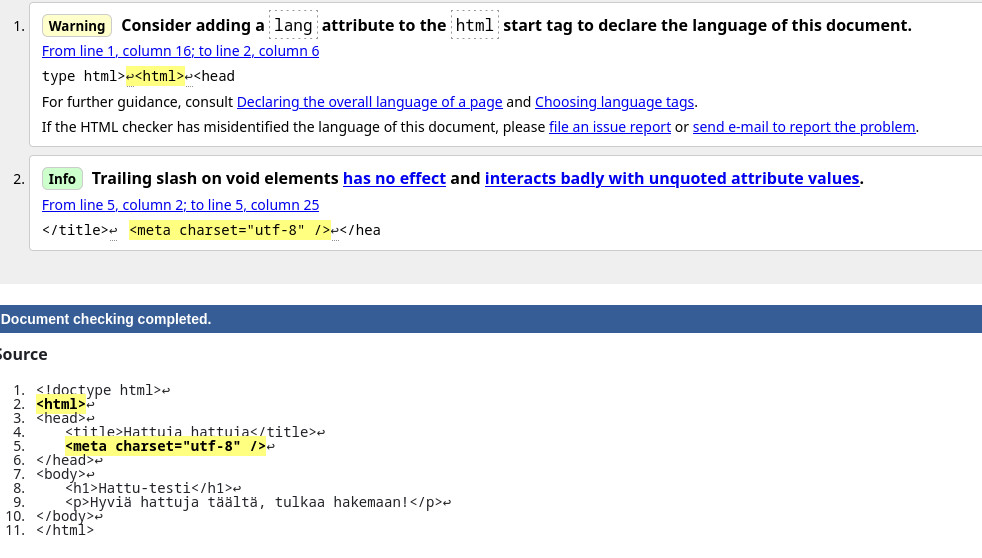 1. Warning Consider adding a lang attribute to the html start tag to declare the language of this document.
From line 1, column 16; to line 2, column 6
type html>↩<html>↩<head
For further guidance, consult Declaring the overall language of a page and Choosing language tags.
If the HTML checker has misidentified the language of this document, please file an issue report or send e-mail to report the problem.
2. Info Trailing slash on void elements has no effect and interacts badly with unquoted attribute values.
From line 5, column 2; to line 5, column 25
</title>↩ <meta charset="utf-8" />↩</hea
Document checking completed.
Source
1. <!doctype html>↩
2. <html>↩
3. <head>↩
4. <title>Hattuja hattuja</title>↩
5. <meta charset="utf-8" />↩
6. </head>↩
7. <body>↩
8. <h1>Hattu-testi</h1>↩
9. <p>Hyviä hattuja täältä, tulkaa hakemaan!</p>↩
10. </body>↩
11. </html>